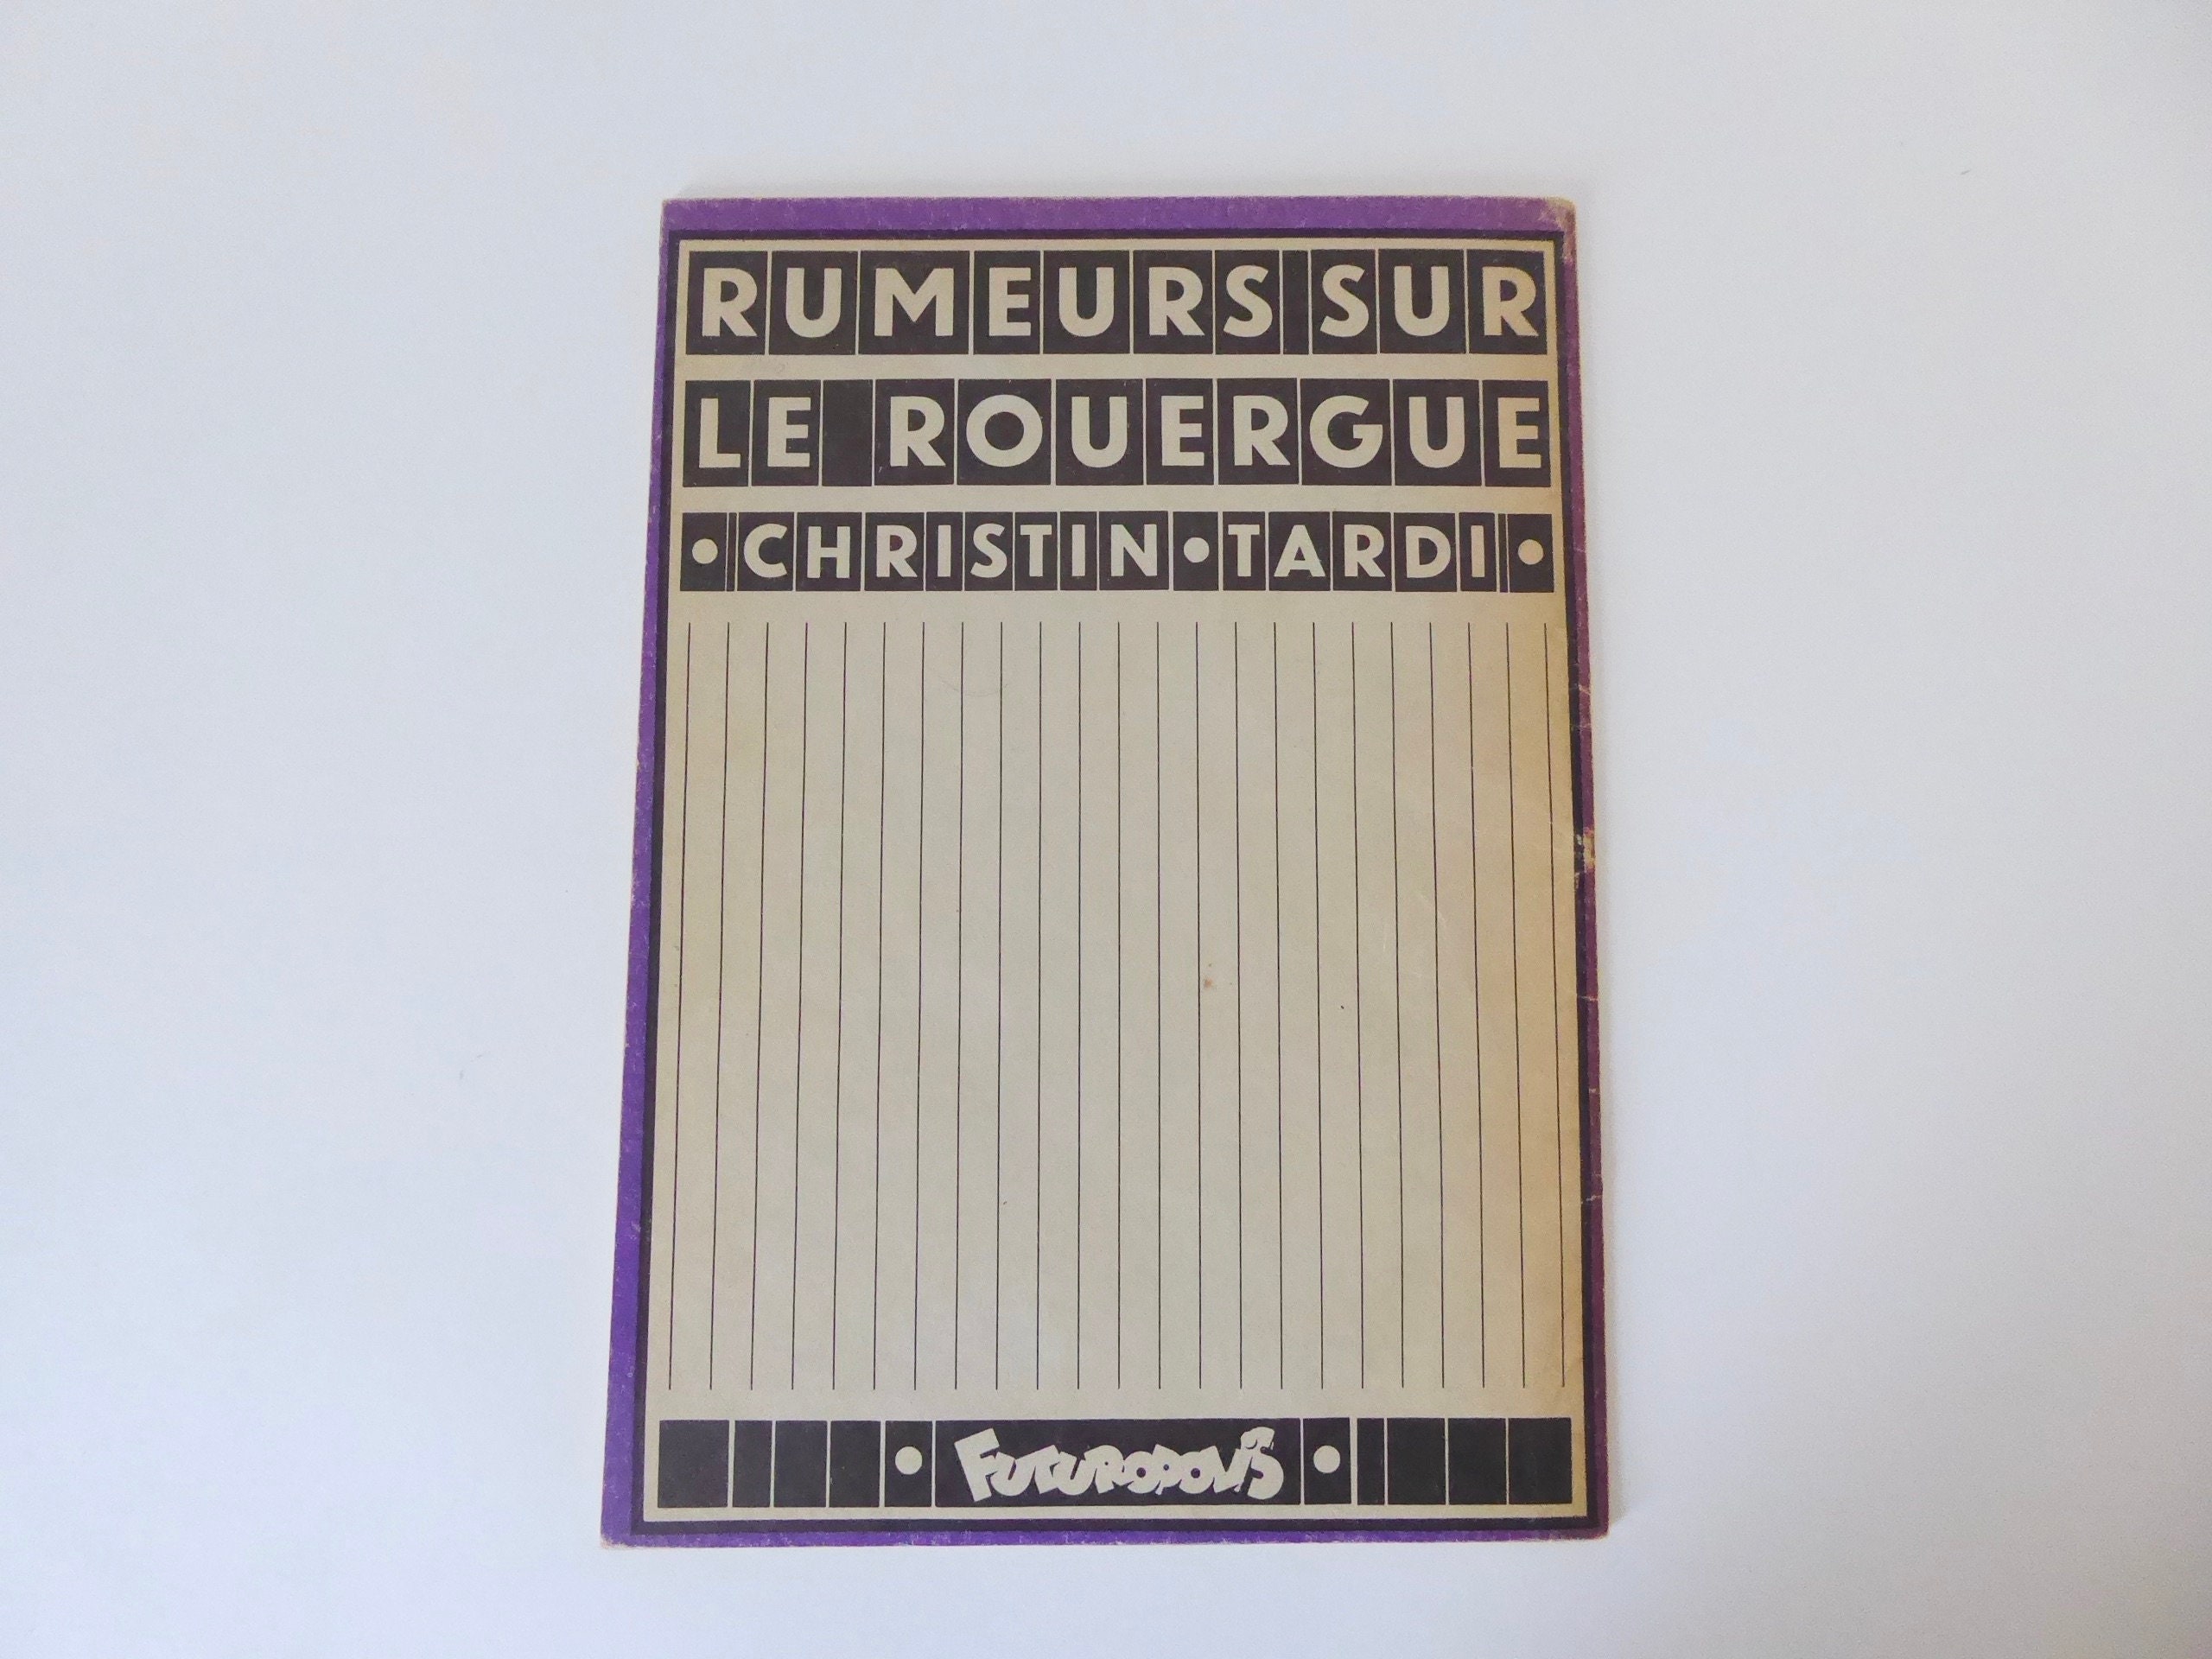 RUMEURS SUR
LE ROUERGUE
• CHRISTIN • TARDI •
• FUTUROPOLIS •